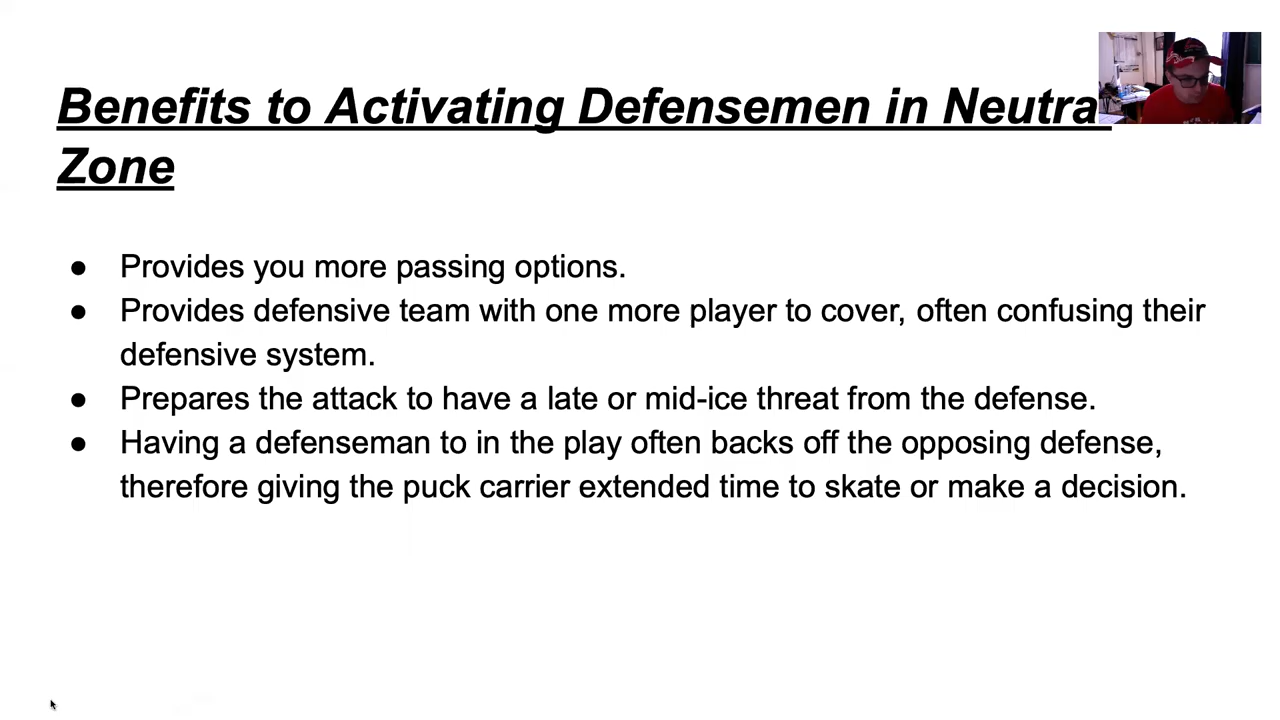 Benefits to Activating Defensemen in Neutra
Zone
● Provides you more passing options.
● Provides defensive team with one more player to cover, often confusing their
defensive system.
● Prepares the attack to have a late or mid-ice threat from the defense.
● Having a defenseman to in the play often backs off the opposing defense,
therefore giving the puck carrier extended time to skate or make a decision.